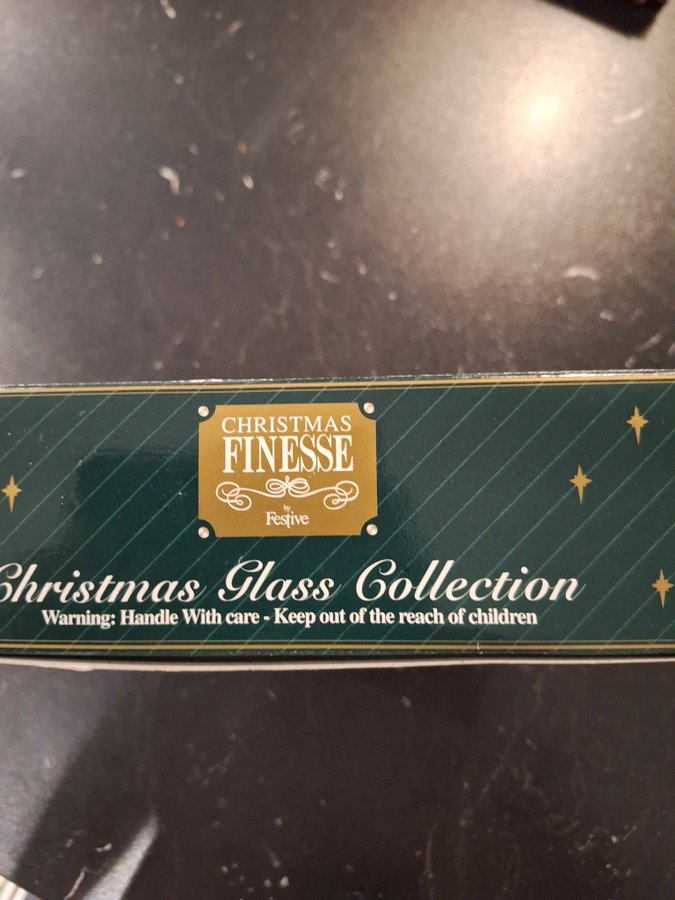 CHRISTMAS
FINESSE
by
Festive
Christmas Glass Collection
Warning: Handle With care - Keep out of the reach of children